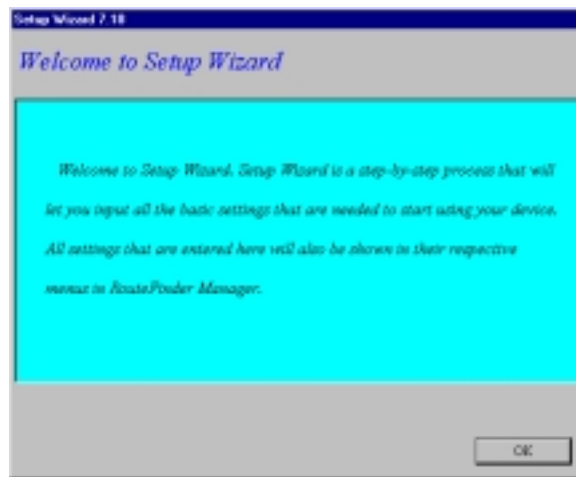 Setup Wizard 7.18
Welcome to Setup Wizard
Welcome to Setup Wizard. Setup Wizard is a step-by-step process that will
let you input all the basic settings that are needed to start using your device.
All settings that are entered here will also be shown in their respective
menus in RouteFinder Manager.
OK